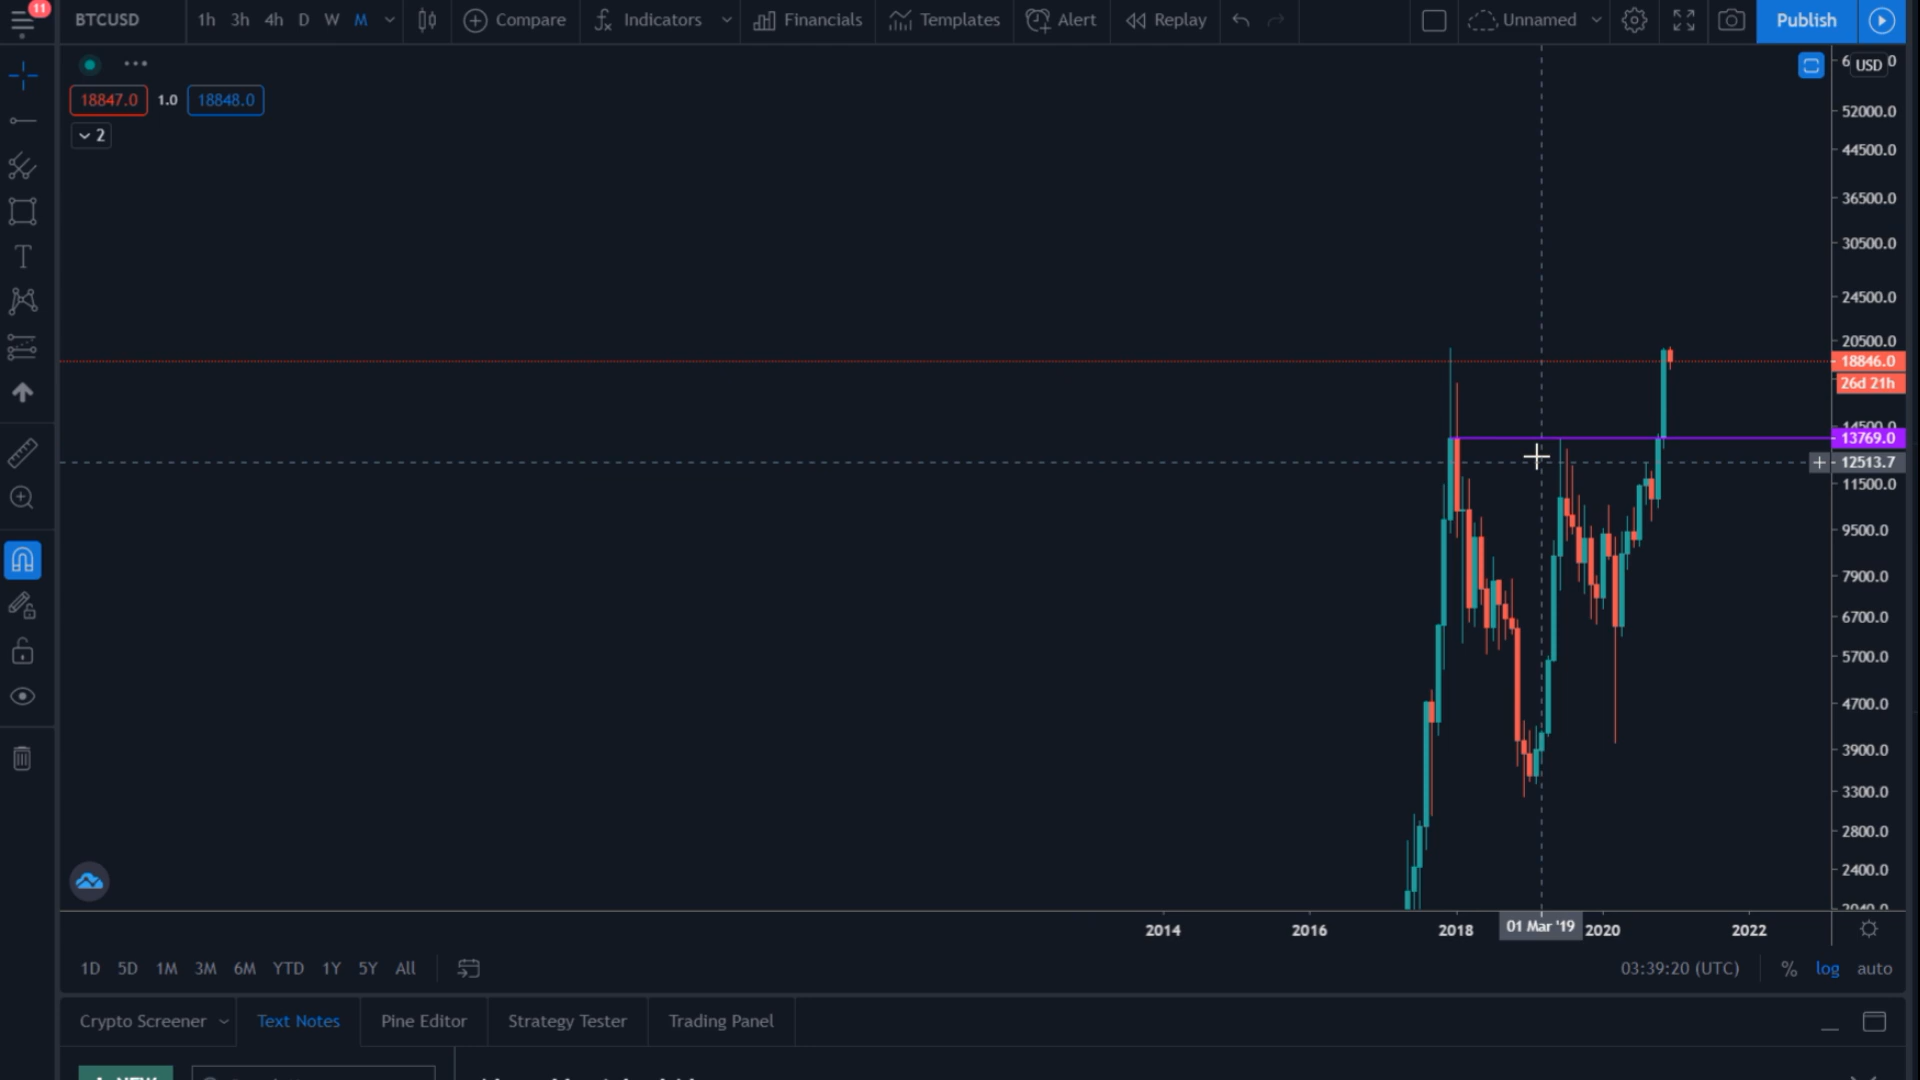 11
BTCUSD 1h 3h 4h D W M Compare Indicators Financials Templates Alert Replay Unnamed Publish
USD
18847.0 1.0 18848.0
2
52000.0
44500.0
36500.0
30500.0
24500.0
20500.0
18846.0
26d 21h
14500.0
13769.0
12513.7
11500.0
9500.0
7900.0
6700.0
5700.0
4700.0
3900.0
3300.0
2800.0
2400.0
2014 2016 2018 01 Mar '19 2020 2022
1D 5D 1M 3M 6M YTD 1Y 5Y All 03:39:20 (UTC) % log auto
Crypto Screener Text Notes Pine Editor Strategy Tester Trading Panel
NEW